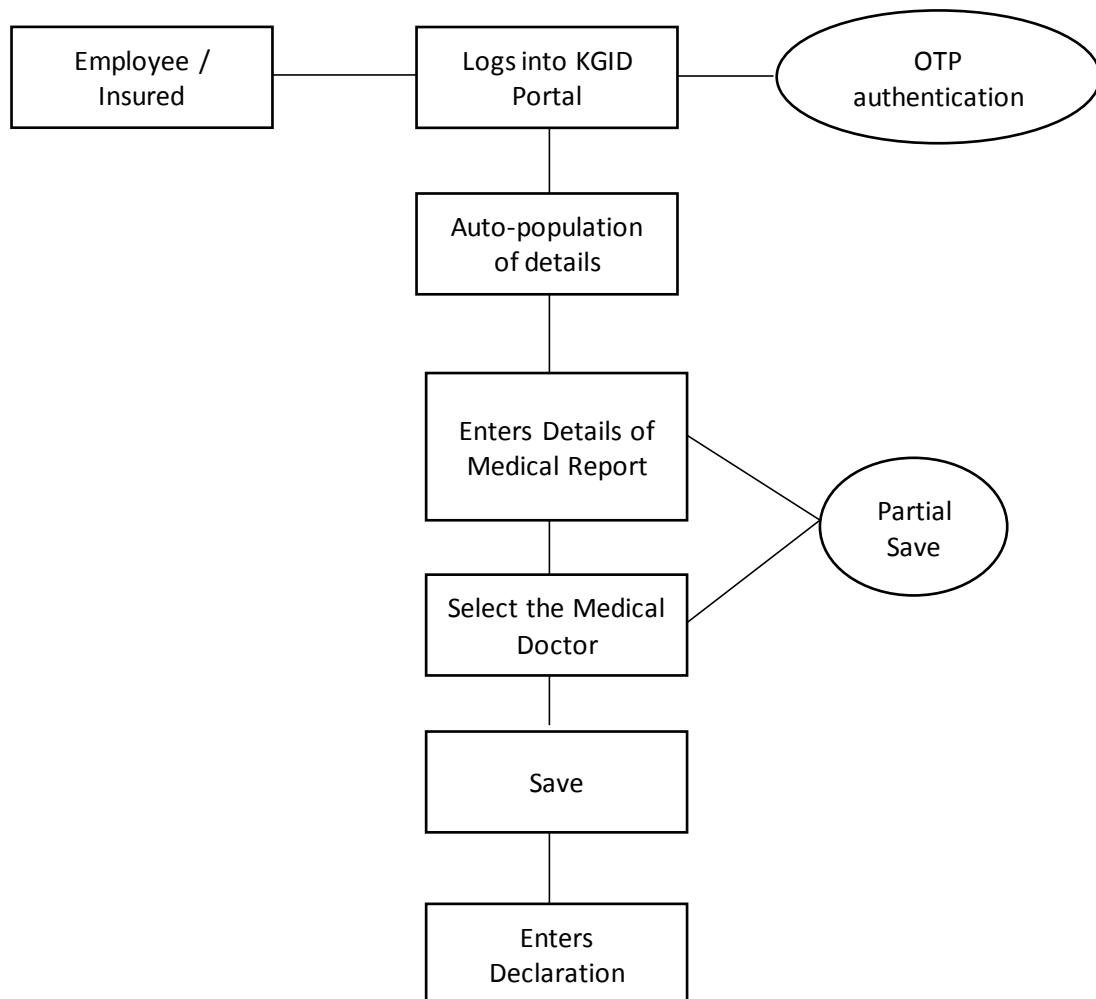 Employee /
Insured
Logs into KGID
Portal
OTP
authentication
Auto-population
of details
Enters Details of
Medical Report
Partial
Save
Select the Medical
Doctor
Save
Enters
Declaration